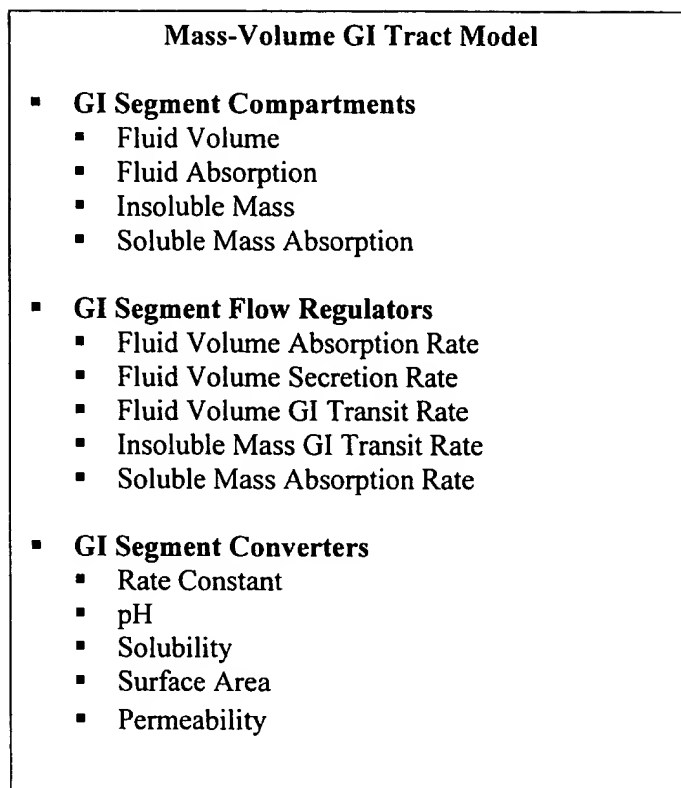 Mass-Volume GI Tract Model
▪ GI Segment Compartments
▪ Fluid Volume
▪ Fluid Absorption
▪ Insoluble Mass
▪ Soluble Mass Absorption
▪ GI Segment Flow Regulators
▪ Fluid Volume Absorption Rate
▪ Fluid Volume Secretion Rate
▪ Fluid Volume GI Transit Rate
▪ Insoluble Mass GI Transit Rate
▪ Soluble Mass Absorption Rate
▪ GI Segment Converters
▪ Rate Constant
▪ pH
▪ Solubility
▪ Surface Area
▪ Permeability